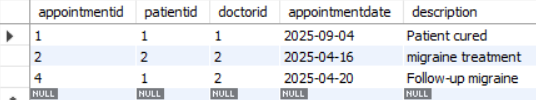 appointmentid patientid doctorid appointmentdate description
1 1 1 2025-09-04 Patient cured
2 2 2 2025-04-16 migraine treatment
4 1 2 2025-04-20 Follow-up migraine
NULL NULL NULL NULL NULL